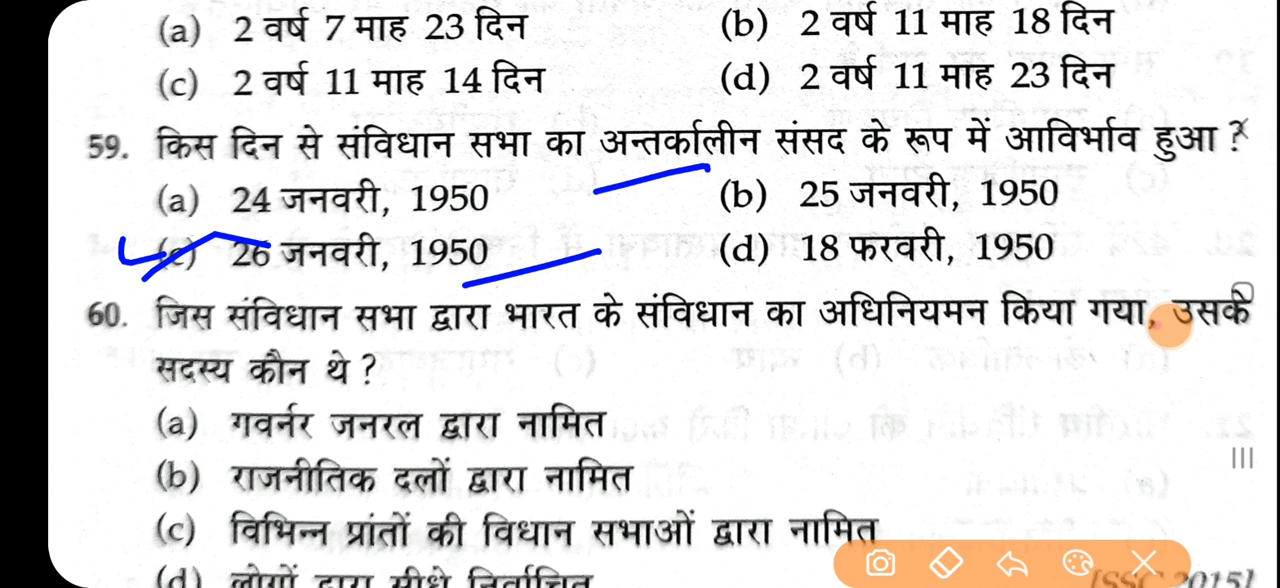 (a) 2 वर्ष 7 माह 23 दिन (b) 2 वर्ष 11 माह 18 दिन
(c) 2 वर्ष 11 माह 14 दिन (d) 2 वर्ष 11 माह 23 दिन
59. किस दिन से संविधान सभा का अन्तर्कालीन संसद के रूप में आविर्भाव हुआ ?
(a) 24 जनवरी, 1950 (b) 25 जनवरी, 1950
(c) 26 जनवरी, 1950 (d) 18 फरवरी, 1950
60. जिस संविधान सभा द्वारा भारत के संविधान का अधिनियमन किया गया, उसके
सदस्य कौन थे ?
(a) गवर्नर जनरल द्वारा नामित
(b) राजनीतिक दलों द्वारा नामित
(c) विभिन्न प्रांतों की विधान सभाओं द्वारा नामित
(d) लोगों द्वारा सीधे निर्वाचित
[SSC 2015]